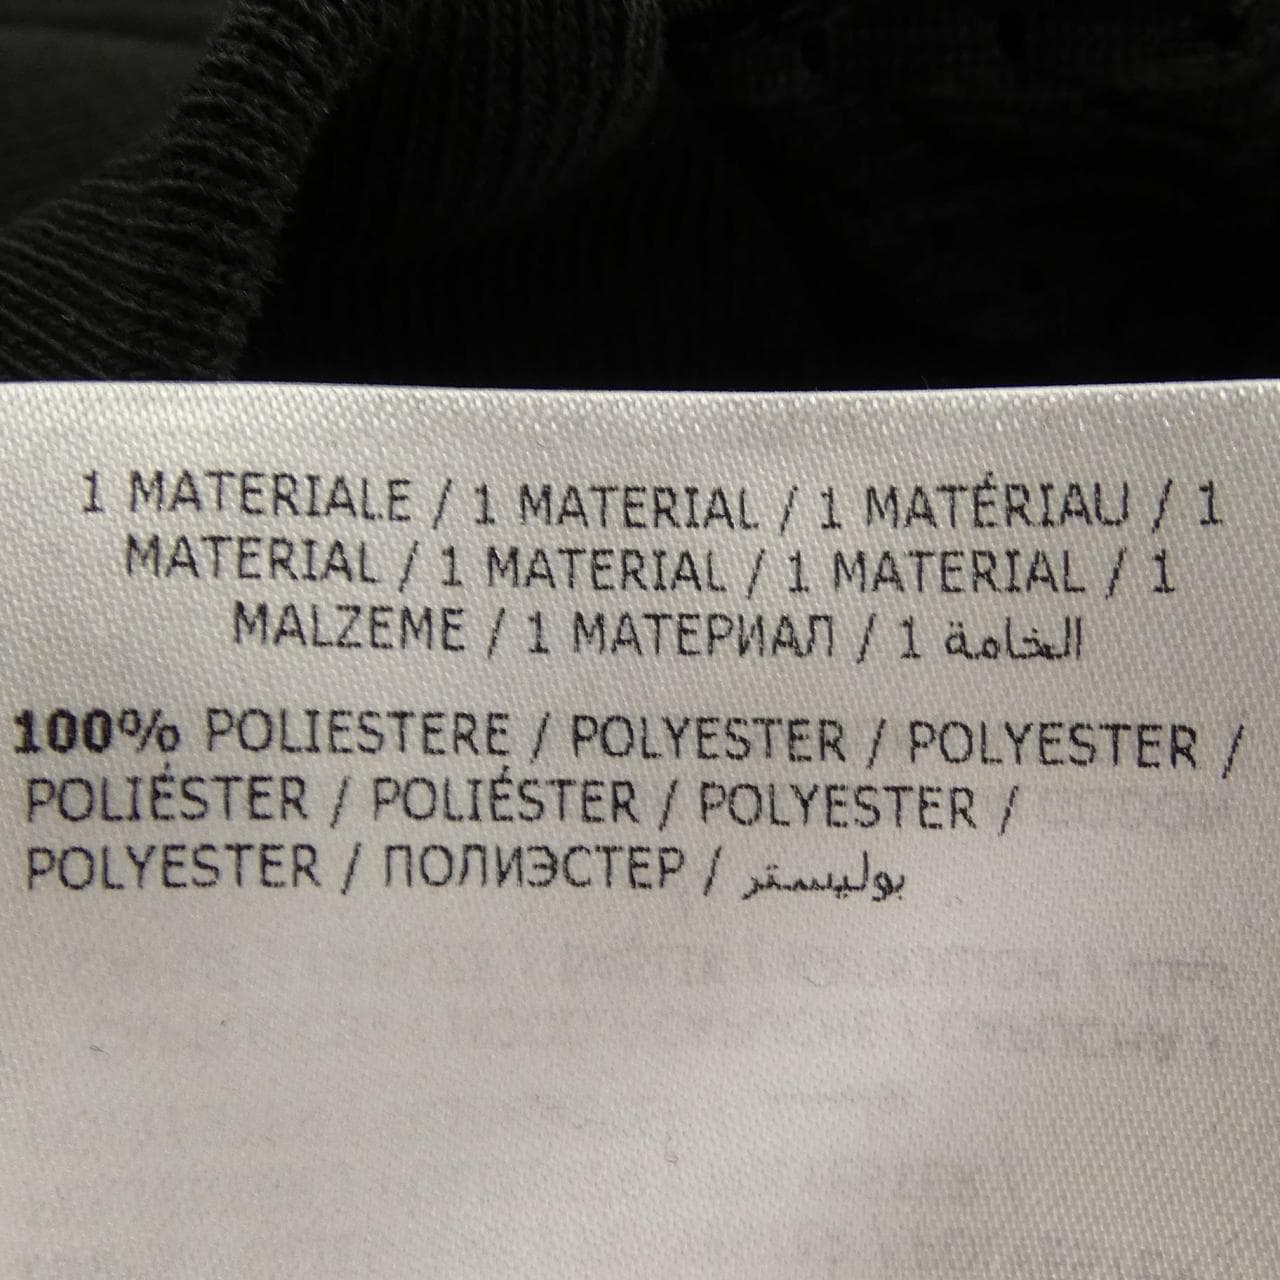 1 MATERIALE / 1 MATERIAL / 1 MATÉRIAU / 1
MATERIAL / 1 MATERIAL / 1 MATERIAL / 1
MALZEME / 1 МАТЕРИАЛ / 1 الخامة
100% POLIESTERE / POLYESTER / POLYESTER /
POLIÉSTER / POLIÉSTER / POLYESTER /
POLYESTER / ПОЛИЭСТЕР / بوليستر